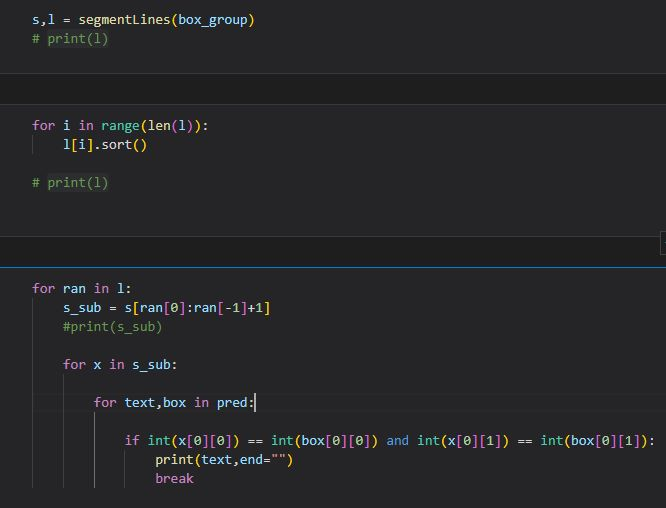 s,l = segmentLines(box_group)
# print(l)
for i in range(len(l)):
    l[i].sort()
# print(l)
for ran in l:
    s_sub = s[ran[0]:ran[-1]+1]
    #print(s_sub)
    for x in s_sub:
        for text,box in pred:
            if int(x[0][0]) == int(box[0][0]) and int(x[0][1]) == int(box[0][1]):
                print(text,end="")
                break